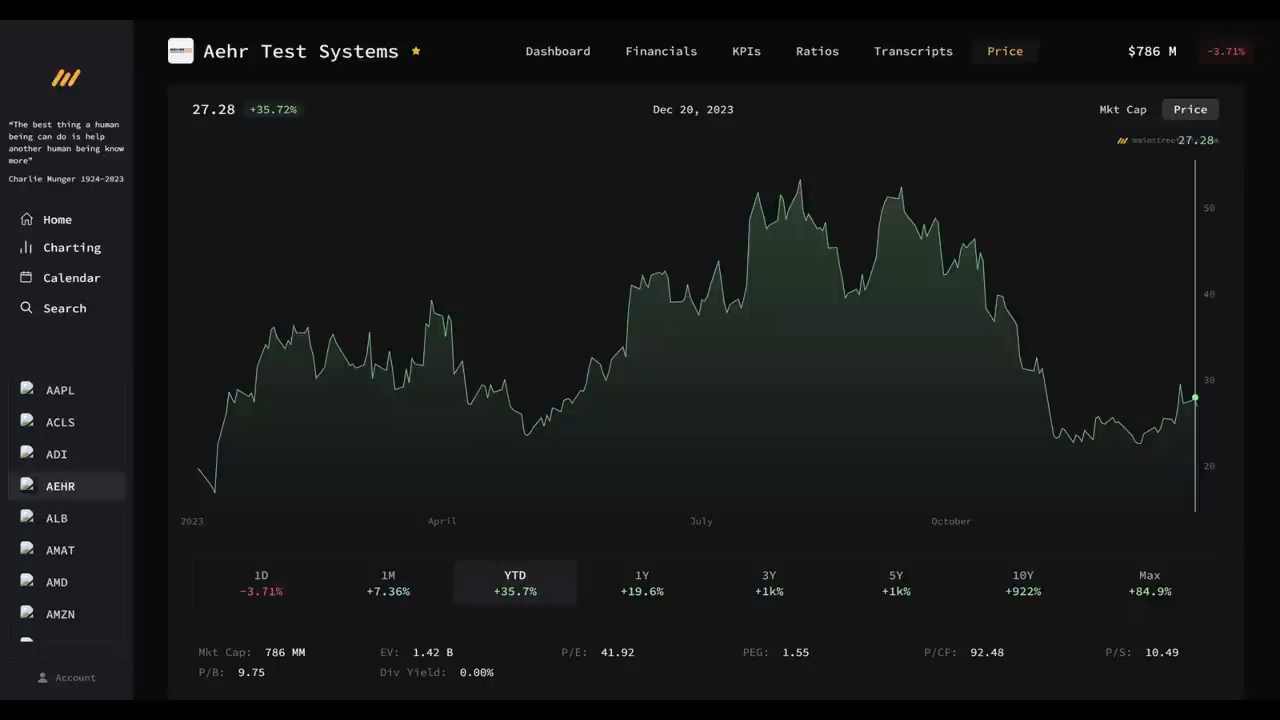 "The best thing a human
being can do is help
another human being know
more"
Charlie Munger 1924-2023
Home
Charting
Calendar
Search
AAPL
ACLS
ADI
AEHR
ALB
AMAT
AMD
AMZN
Account
Aehr Test Systems
Dashboard Financials KPIs Ratios Transcripts Price
$786 M -3.71%
27.28 +35.72%
Dec 20, 2023
Mkt Cap Price
27.28
50
40
30
20
2023 April July October
1D 1M YTD 1Y 3Y 5Y 10Y Max
-3.71% +7.36% +35.7% +19.6% +1k% +1k% +922% +84.9%
Mkt Cap: 786 MM EV: 1.42 B P/E: 41.92 PEG: 1.55 P/CF: 92.48 P/S: 10.49
P/B: 9.75 Div Yield: 0.00%